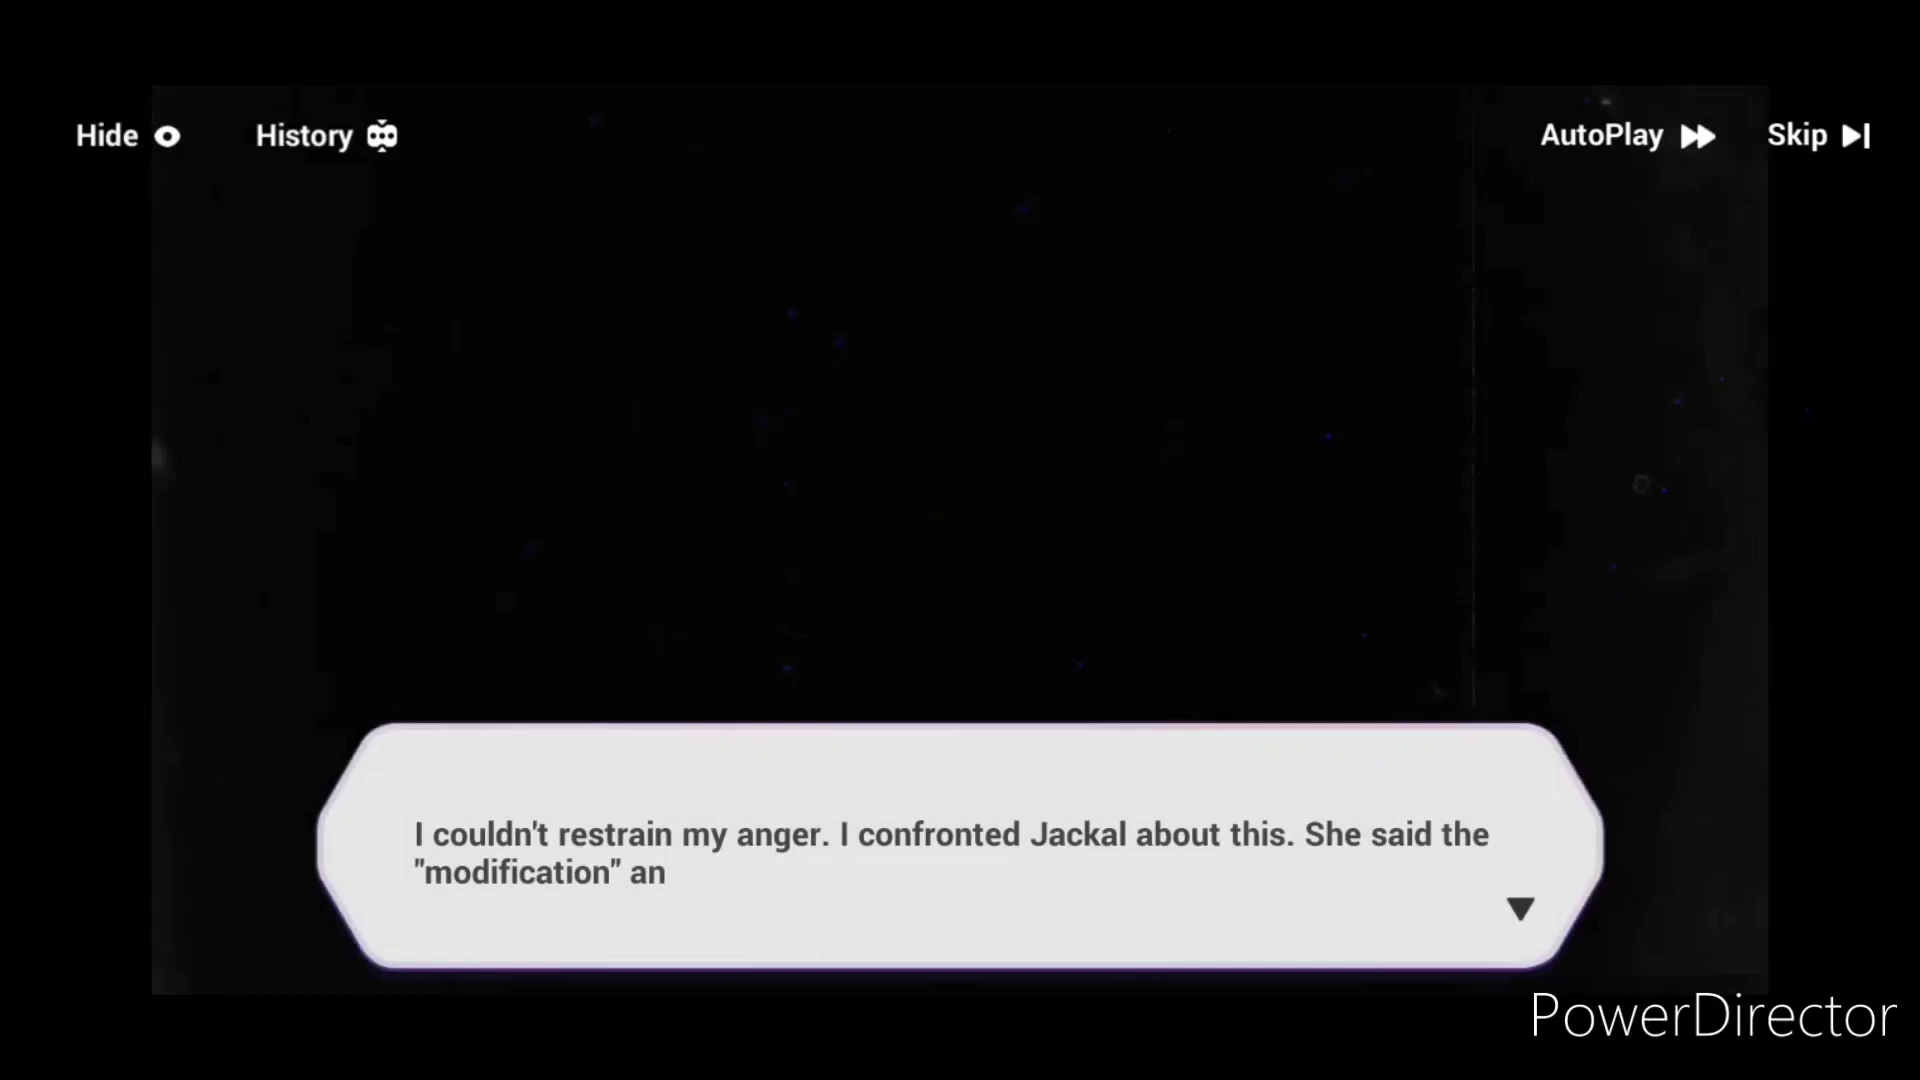 Hide
History
AutoPlay
Skip
I couldn't restrain my anger. I confronted Jackal about this. She said the
"modification" an
PowerDirector